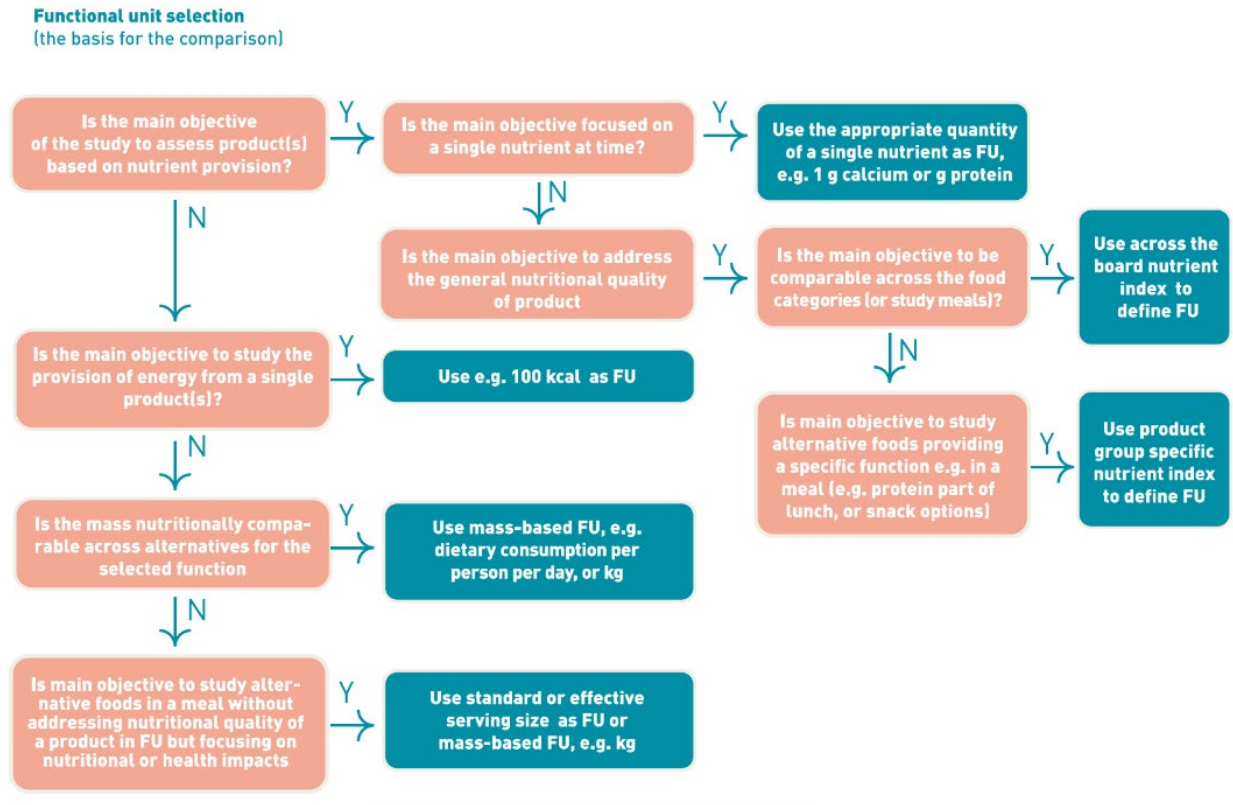 Functional unit selection
(the basis for the comparison)
Is the main objective
of the study to assess product(s)
based on nutrient provision?
Y
Is the main objective focused on
a single nutrient at time?
Y
Use the appropriate quantity
of a single nutrient as FU,
e.g. 1 g calcium or g protein
N
N
Is the main objective to address
the general nutritional quality
of product
Y
Is the main objective to be
comparable across the food
categories (or study meals)?
Y
Use across the
board nutrient
index to
define FU
N
Is the main objective to study the
provision of energy from a single
product(s)?
Y
Use e.g. 100 kcal as FU
Is main objective to study
alternative foods providing
a specific function e.g. in a
meal (e.g. protein part of
lunch, or snack options)
Y
Use product
group specific
nutrient index
to define FU
N
Is the mass nutritionally compa-
rable across alternatives for the
selected function
Y
Use mass-based FU, e.g.
dietary consumption per
person per day, or kg
N
Is main objective to study alter-
native foods in a meal without
addressing nutritional quality of
a product in FU but focusing on
nutritional or health impacts
Y
Use standard or effective
serving size as FU or
mass-based FU, e.g. kg